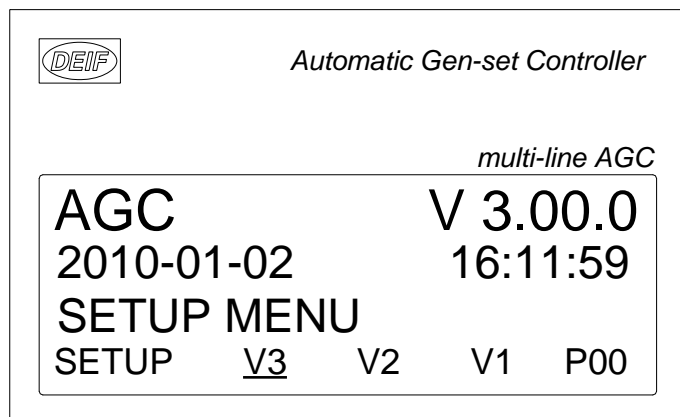 DEIF Automatic Gen-set Controller
multi-line AGC
AGC V 3.00.0
2010-01-02 16:11:59
SETUP MENU
SETUP V3 V2 V1 P00